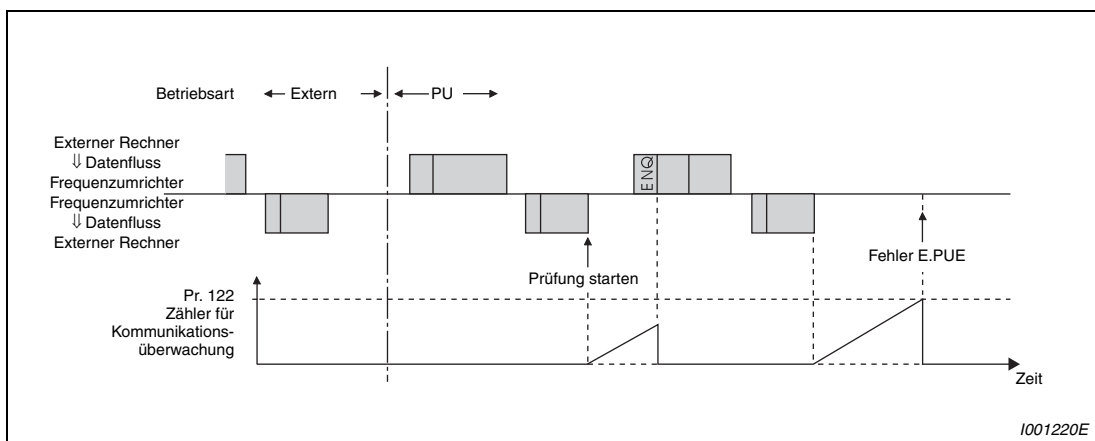 Betriebsart
Extern
PU
Externer Rechner
⇓ Datenfluss
Frequenzumrichter
Frequenzumrichter
⇓ Datenfluss
Externer Rechner
ENQ
Prüfung starten
Fehler E.PUE
Pr. 122
Zähler für
Kommunikations-
überwachung
Zeit
I001220E